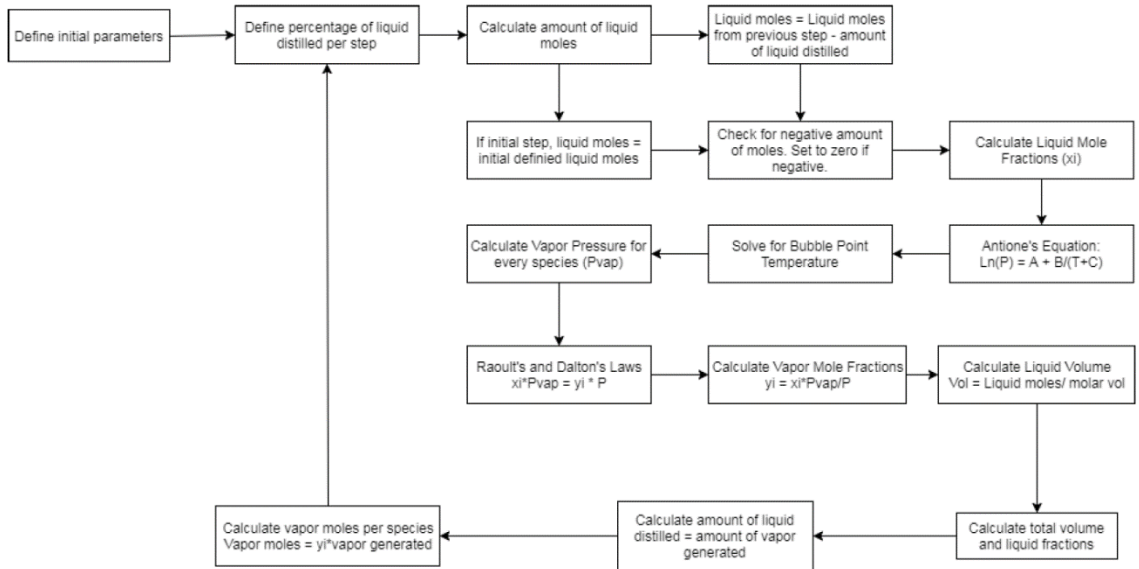 Define initial parameters
Define percentage of liquid
distilled per step
Calculate amount of liquid
moles
Liquid moles = Liquid moles
from previous step - amount
of liquid distilled
If initial step, liquid moles =
initial definied liquid moles
Check for negative amount
of moles. Set to zero if
negative.
Calculate Liquid Mole
Fractions (xi)
Calculate Vapor Pressure for
every species (Pvap)
Solve for Bubble Point
Temperature
Antione's Equation:
Ln(P) = A + B/(T+C)
Raoult's and Dalton's Laws
xi*Pvap = yi * P
Calculate Vapor Mole Fractions
yi = xi*Pvap/P
Calculate Liquid Volume
Vol = Liquid moles/ molar vol
Calculate vapor moles per species
Vapor moles = yi*vapor generated
Calculate amount of liquid
distilled = amount of vapor
generated
Calculate total volume
and liquid fractions